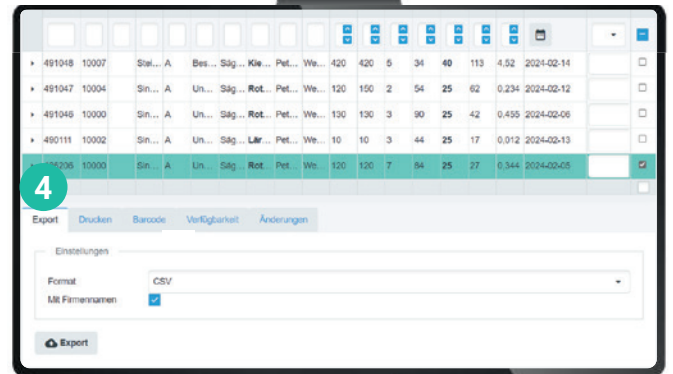 491048 10007 Stei... A Bes... Säg... Kie... Pet... We... 420 420 5 34 40 113 4,52 2024-02-14
491047 10004 Sin... A Un... Säg... Rot... Pet... We... 120 150 2 54 25 62 0,234 2024-02-12
491046 10000 Sin... A Un... Säg... Rot... Pet... We... 130 130 3 90 25 42 0,455 2024-02-06
490111 10002 Sin... A Un... Säg... Lär... Pet... We... 10 10 3 44 25 17 0,012 2024-02-13
10000 Sin... A Un... Säg... Rot... Pet... We... 120 120 7 84 25 27 0,344 2024-02-05
4
Export Drucken Barcode Verfügbarkeit Änderungen
Einstellungen
Format CSV
Mit Firmennamen
Export